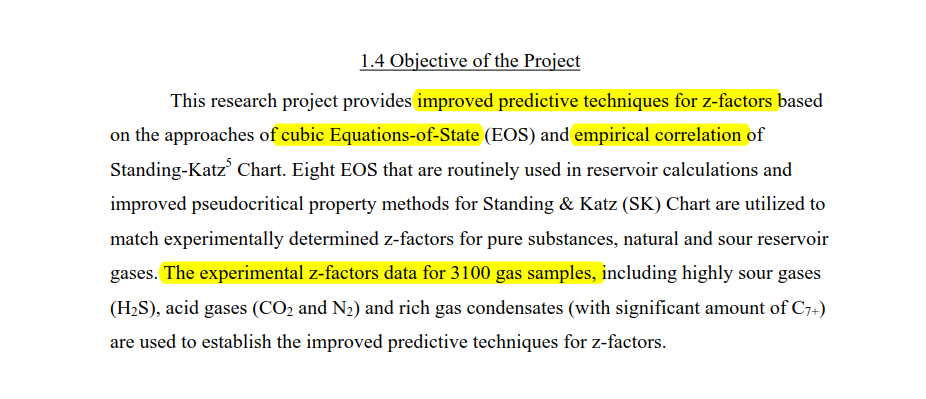 1.4 Objective of the Project
This research project provides improved predictive techniques for z-factors based
on the approaches of cubic Equations-of-State (EOS) and empirical correlation of
Standing-Katz⁵ Chart. Eight EOS that are routinely used in reservoir calculations and
improved pseudocritical property methods for Standing & Katz (SK) Chart are utilized to
match experimentally determined z-factors for pure substances, natural and sour reservoir
gases. The experimental z-factors data for 3100 gas samples, including highly sour gases
(H₂S), acid gases (CO₂ and N₂) and rich gas condensates (with significant amount of C₇₊)
are used to establish the improved predictive techniques for z-factors.